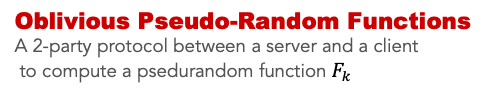 Oblivious Pseudo-Random Functions
A 2-party protocol between a server and a client
to compute a psedurandom function F_k